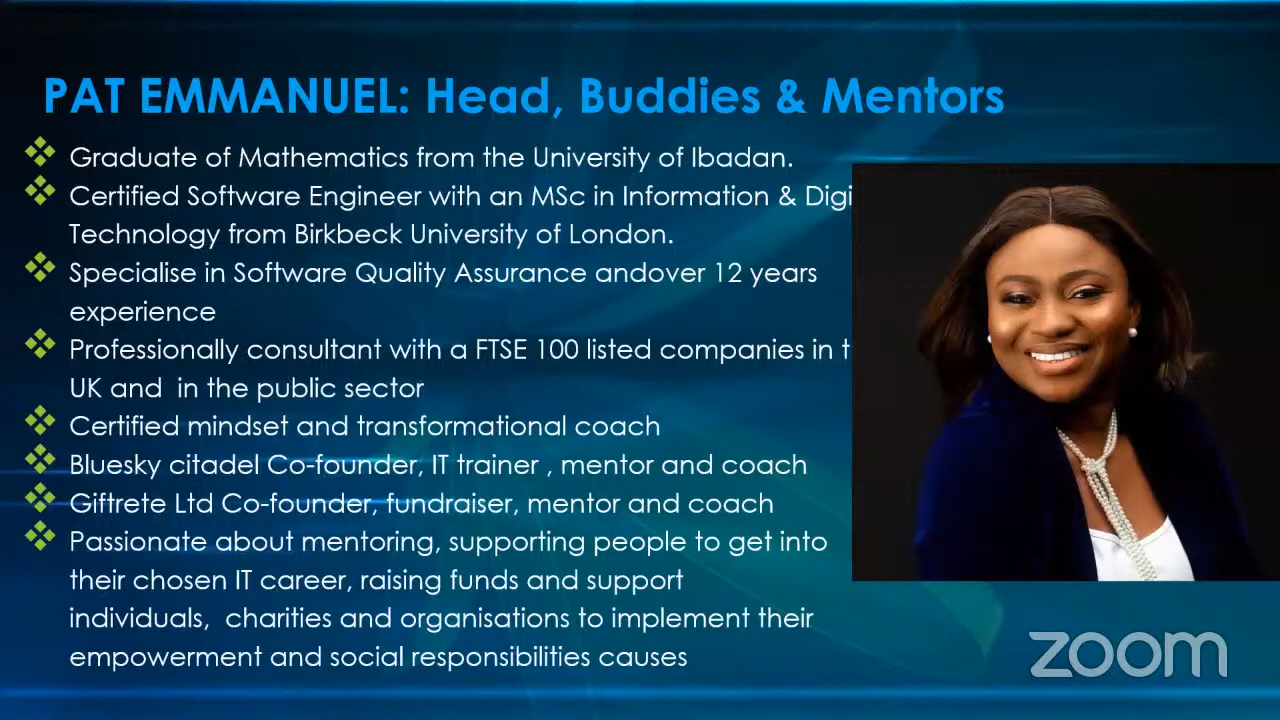 PAT EMMANUEL: Head, Buddies & Mentors
Graduate of Mathematics from the University of Ibadan.
Certified Software Engineer with an MSc in Information &
Technology from Birkbeck University of London.
Specialise in Software Quality Assurance andover 12 years
experience
Professionally consultant with a FTSE 100 listed companies in
UK and  in the public sector
Certified mindset and transformational coach
Bluesky citadel Co-founder, IT trainer , mentor and coach
Giftrete Ltd Co-founder, fundraiser, mentor and coach
Passionate about mentoring, supporting people to get into
their chosen IT career, raising funds and support
individuals,  charities and organisations to implement their
empowerment and social responsibilities causes
zoom